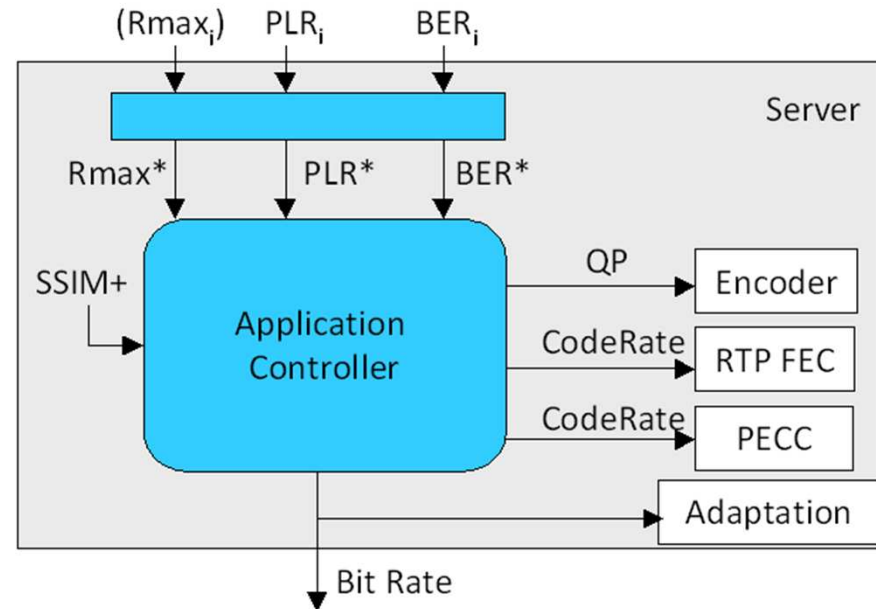 (Rmaxi) PLRi BERi
Server
Rmax* PLR* BER*
SSIM+
Application
Controller
QP
Encoder
CodeRate
RTP FEC
CodeRate
PECC
Adaptation
Bit Rate